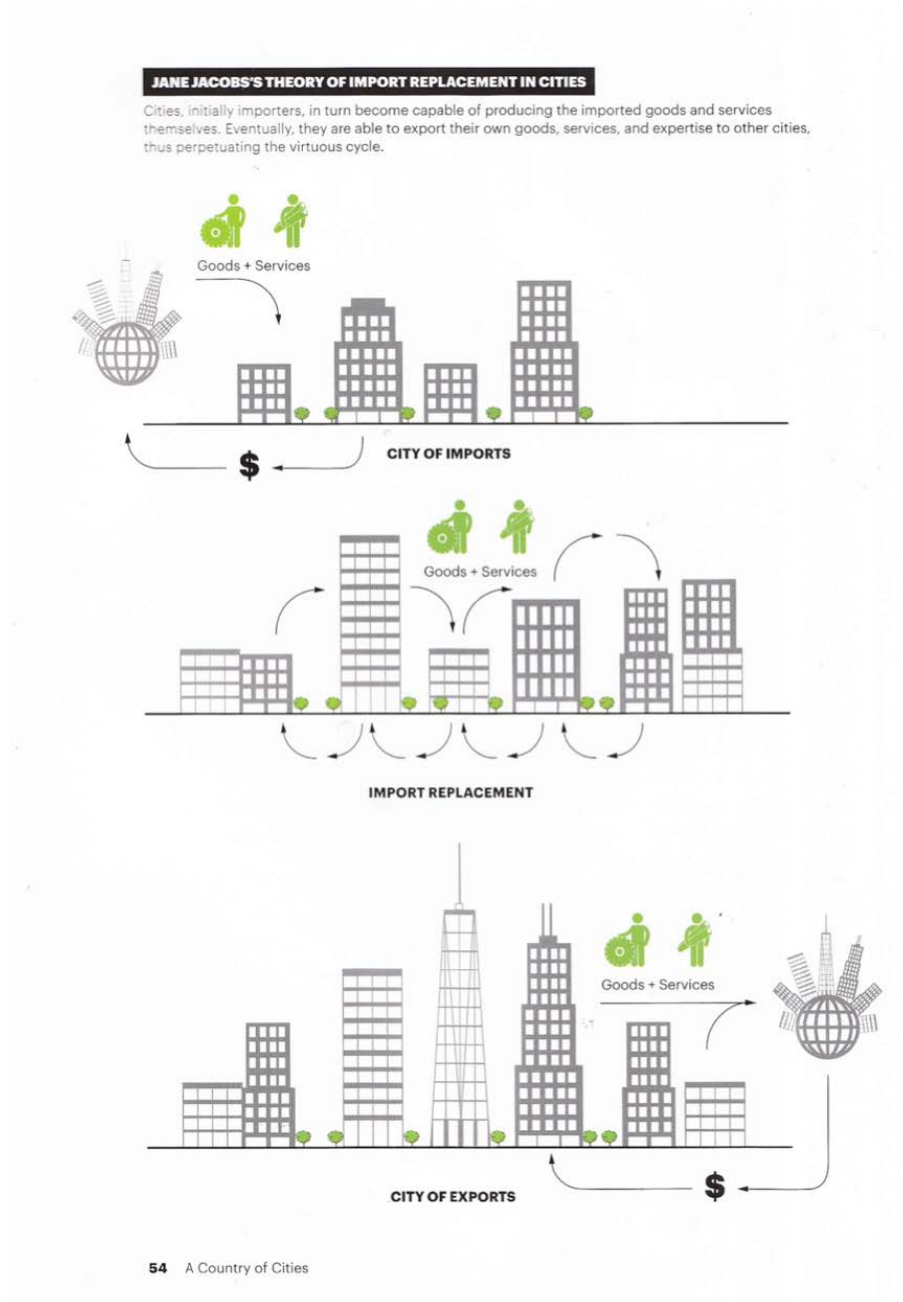 JANE JACOBS'S THEORY OF IMPORT REPLACEMENT IN CITIES
Cities, initially importers, in turn become capable of producing the imported goods and services
themselves. Eventually, they are able to export their own goods, services, and expertise to other cities,
thus perpetuating the virtuous cycle.
Goods + Services
$
CITY OF IMPORTS
Goods + Services
IMPORT REPLACEMENT
Goods + Services
$
CITY OF EXPORTS
54 A Country of Cities